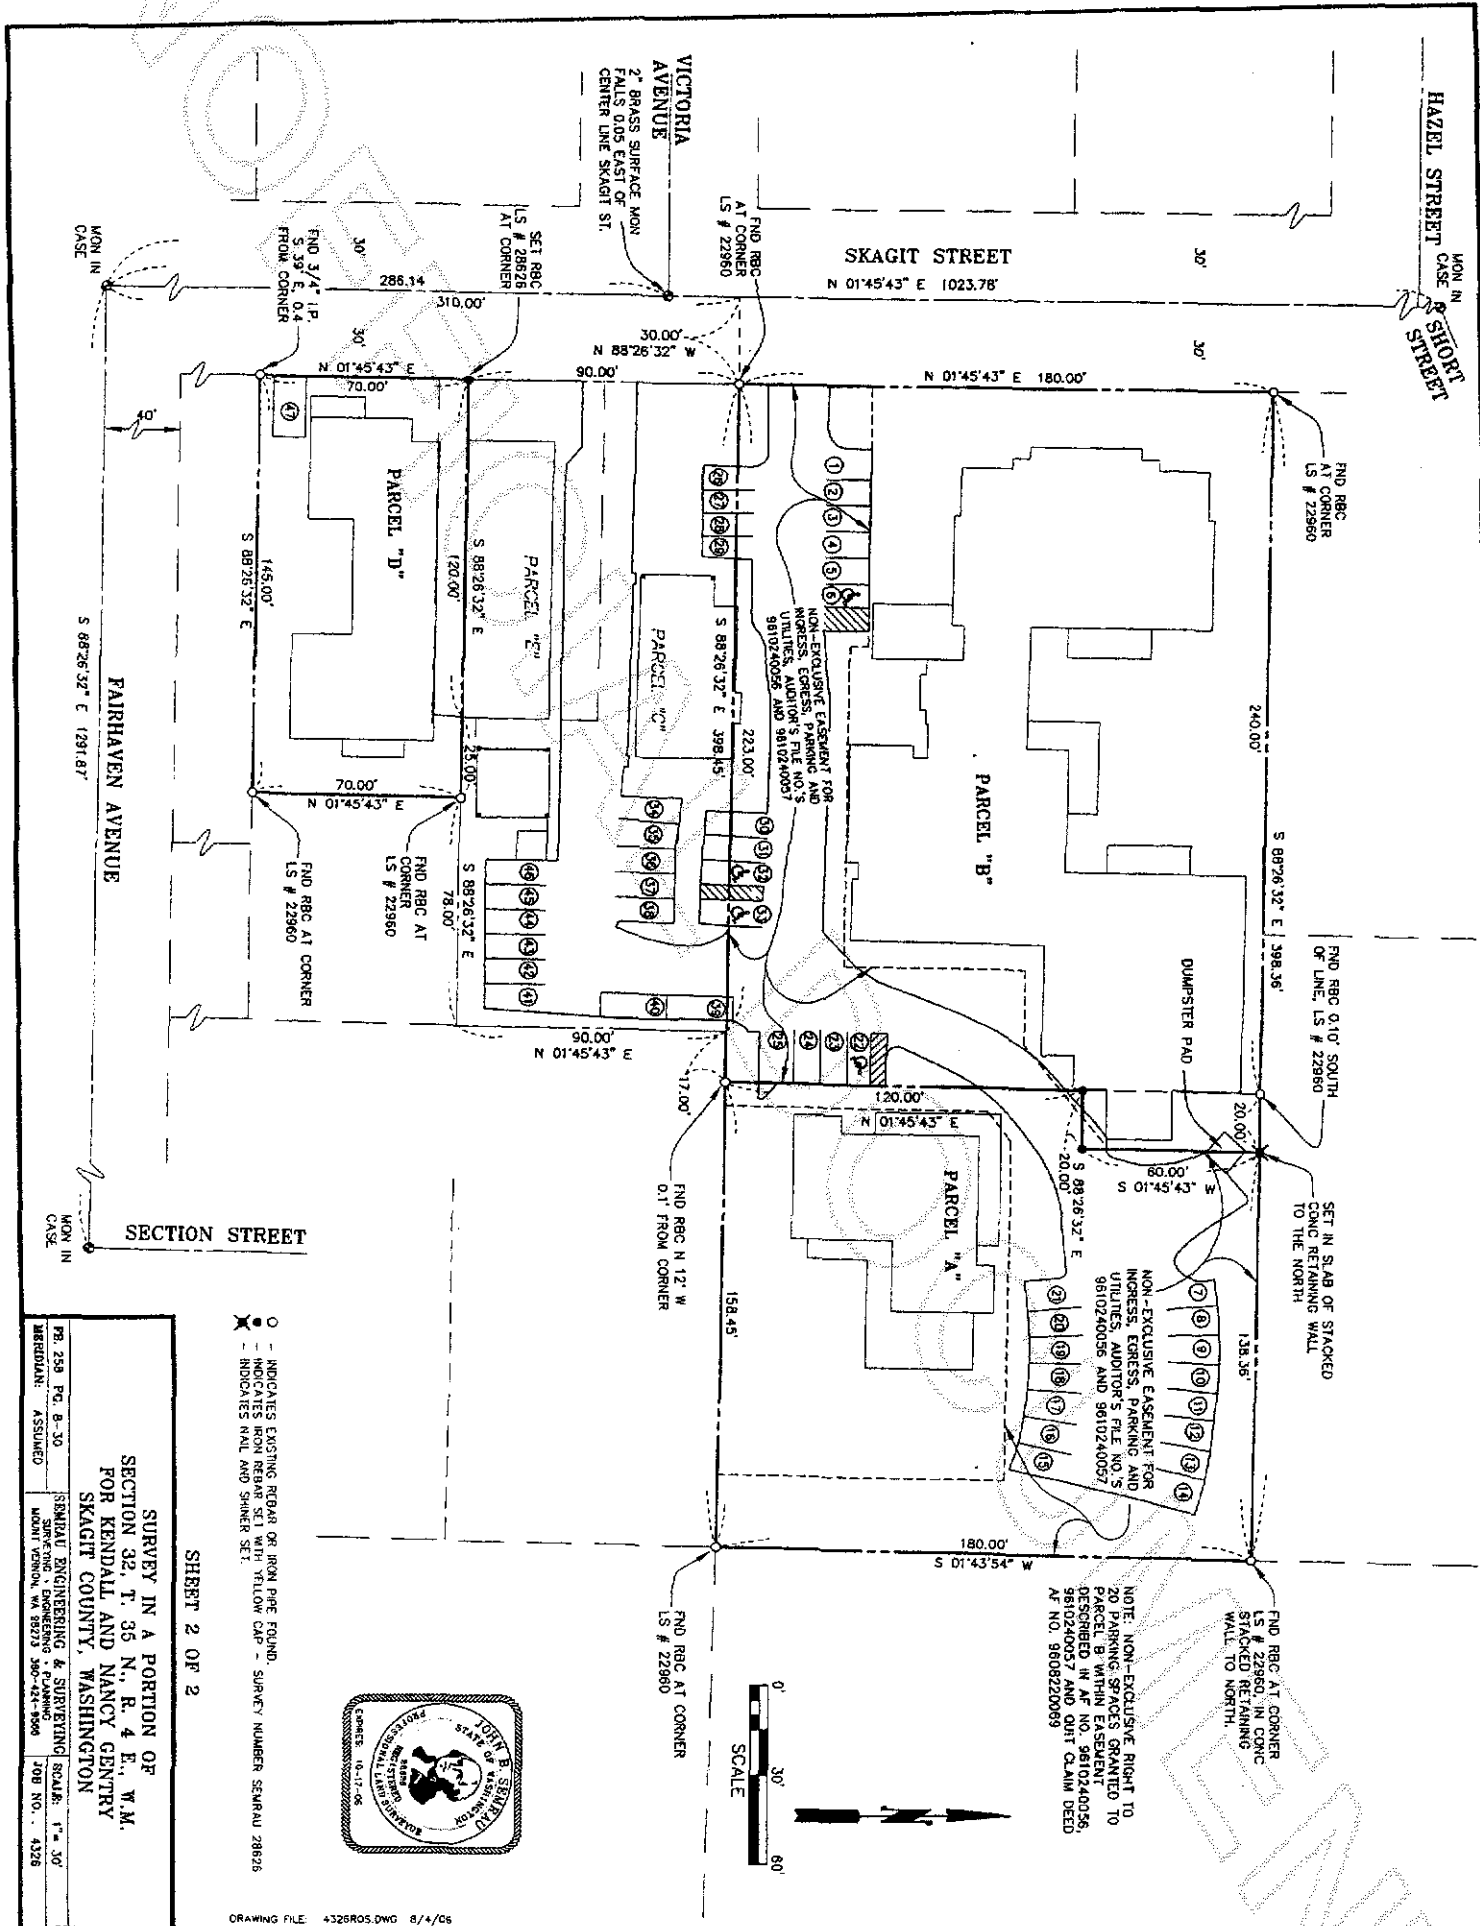 HAZEL STREET
MON IN
CASE
SHORT
STREET
VICTORIA
AVENUE
2" BRASS SURFACE MON
FALLS 0.05 EAST OF
CENTER LINE SKAGIT ST.
FND RBC
AT CORNER
LS # 22960
SKAGIT STREET
N 01°45'43" E 1023.78'
30'
30'
SET RBC
LS # 28626
AT CORNER
FND 3/4" I.P.
S 39' E, 0.4
FROM CORNER
MON IN
CASE
30'
30'
286.14
310.00'
30.00'
N 88°26'32" W
N 01°45'43" E
70.00'
90.00'
N 01°45'43" E 180.00'
FND RBC
AT CORNER
LS # 22960
40'
47
PARCEL "D"
S 88°26'32" E
145.00'
S 88°26'32" E
120.00'
PARCEL "E"
PARCEL "C"
26
27
28
29
S 88°26'32" E 398.45'
223.00'
1
2
3
4
5
6
NON-EXCLUSIVE EASEMENT FOR
INGRESS, EGRESS, PARKING AND
UTILITIES, AUDITOR'S FILE NO.'S
9610240056 AND 9610240057
PARCEL "B"
240.00'
S 88°26'32" E 398.36'
FAIRHAVEN AVENUE
S 88°26'32" E 1291.87'
70.00'
N 01°45'43" E
25.00'
FND RBC AT CORNER
LS # 22960
FND RBC AT
CORNER
LS # 22960
S 88°26'32" E
78.00'
46
45
44
43
42
41
34
35
36
37
38
30
31
32
33
40
39
90.00'
N 01°45'43" E
17.00'
25
24
23
22
120.00'
N 01°45'43" E
DUMPSTER PAD
FND RBC 0.10' SOUTH
OF LINE, LS # 22960
20.00'
60.00'
S 01°45'43" W
S 88°26'32" E
20.00'
SET IN SLAB OF STACKED
CONC RETAINING WALL
TO THE NORTH
SECTION STREET
MON IN
CASE
FND RBC N 12' W
0.1' FROM CORNER
PARCEL "A"
158.45'
NON-EXCLUSIVE EASEMENT FOR
INGRESS, EGRESS, PARKING AND
UTILITIES, AUDITOR'S FILE NO.'S
9610240056 AND 9610240057
21
20
19
18
17
16
15
7
8
9
10
11
12
13
14
138.36'
180.00'
S 01°43'54" W
FND RBC AT CORNER
LS # 22960
FND RBC AT CORNER
LS # 22960, IN CONC
STACKED RETAINING
WALL TO NORTH.
NOTE: NON-EXCLUSIVE RIGHT TO
20 PARKING SPACES GRANTED TO
PARCEL B WITHIN EASEMENT
DESCRIBED IN AF NO. 9610240056,
9610240057 AND QUIT CLAIM DEED
AF NO. 9608220069
0' 30' 60'
SCALE
- INDICATES EXISTING REBAR OR IRON PIPE FOUND.
- INDICATES IRON REBAR SET WITH YELLOW CAP - SURVEY NUMBER SEMRAU 28626
- INDICATES NAIL AND SHINER SET.
JOHN B. SEMRAU
STATE OF WASHINGTON
REGISTERED
PROFESSIONAL LAND SURVEYOR
EXPIRES: 10-17-06
SHEET 2 OF 2
SURVEY IN A PORTION OF
SECTION 32, T. 35 N., R. 4 E., W.M.
FOR KENDALL AND NANCY GENTRY
SKAGIT COUNTY, WASHINGTON
FB. 258 PG. 8-30
MERIDIAN: ASSUMED
SEMRAU ENGINEERING & SURVEYING
SURVEYING • ENGINEERING • PLANNING
MOUNT VERNON, WA 98273 360-424-9566
SCALE: 1"= 30'
JOB NO.. 4326
DRAWING FILE: 4326ROS.DWG 8/4/06